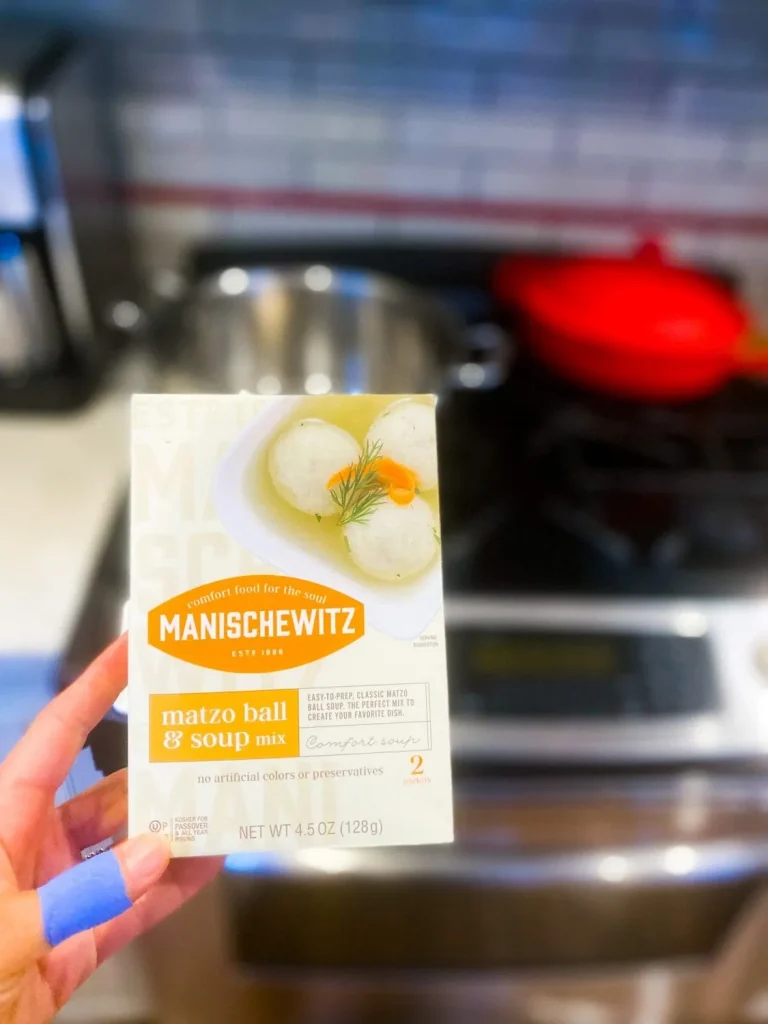 SERVING
SUGGESTION
comfort food for the soul
MANISCHEWITZ
ESTD 1888
matzo ball
& soup mix
EASY-TO-PREP, CLASSIC MATZO
BALL SOUP. THE PERFECT MIX TO
CREATE YOUR FAVORITE DISH.
Comfort soup
no artificial colors or preservatives
2
U P
KOSHER FOR
PASSOVER
& ALL YEAR
ROUND
NET WT 4.5 OZ (128g)